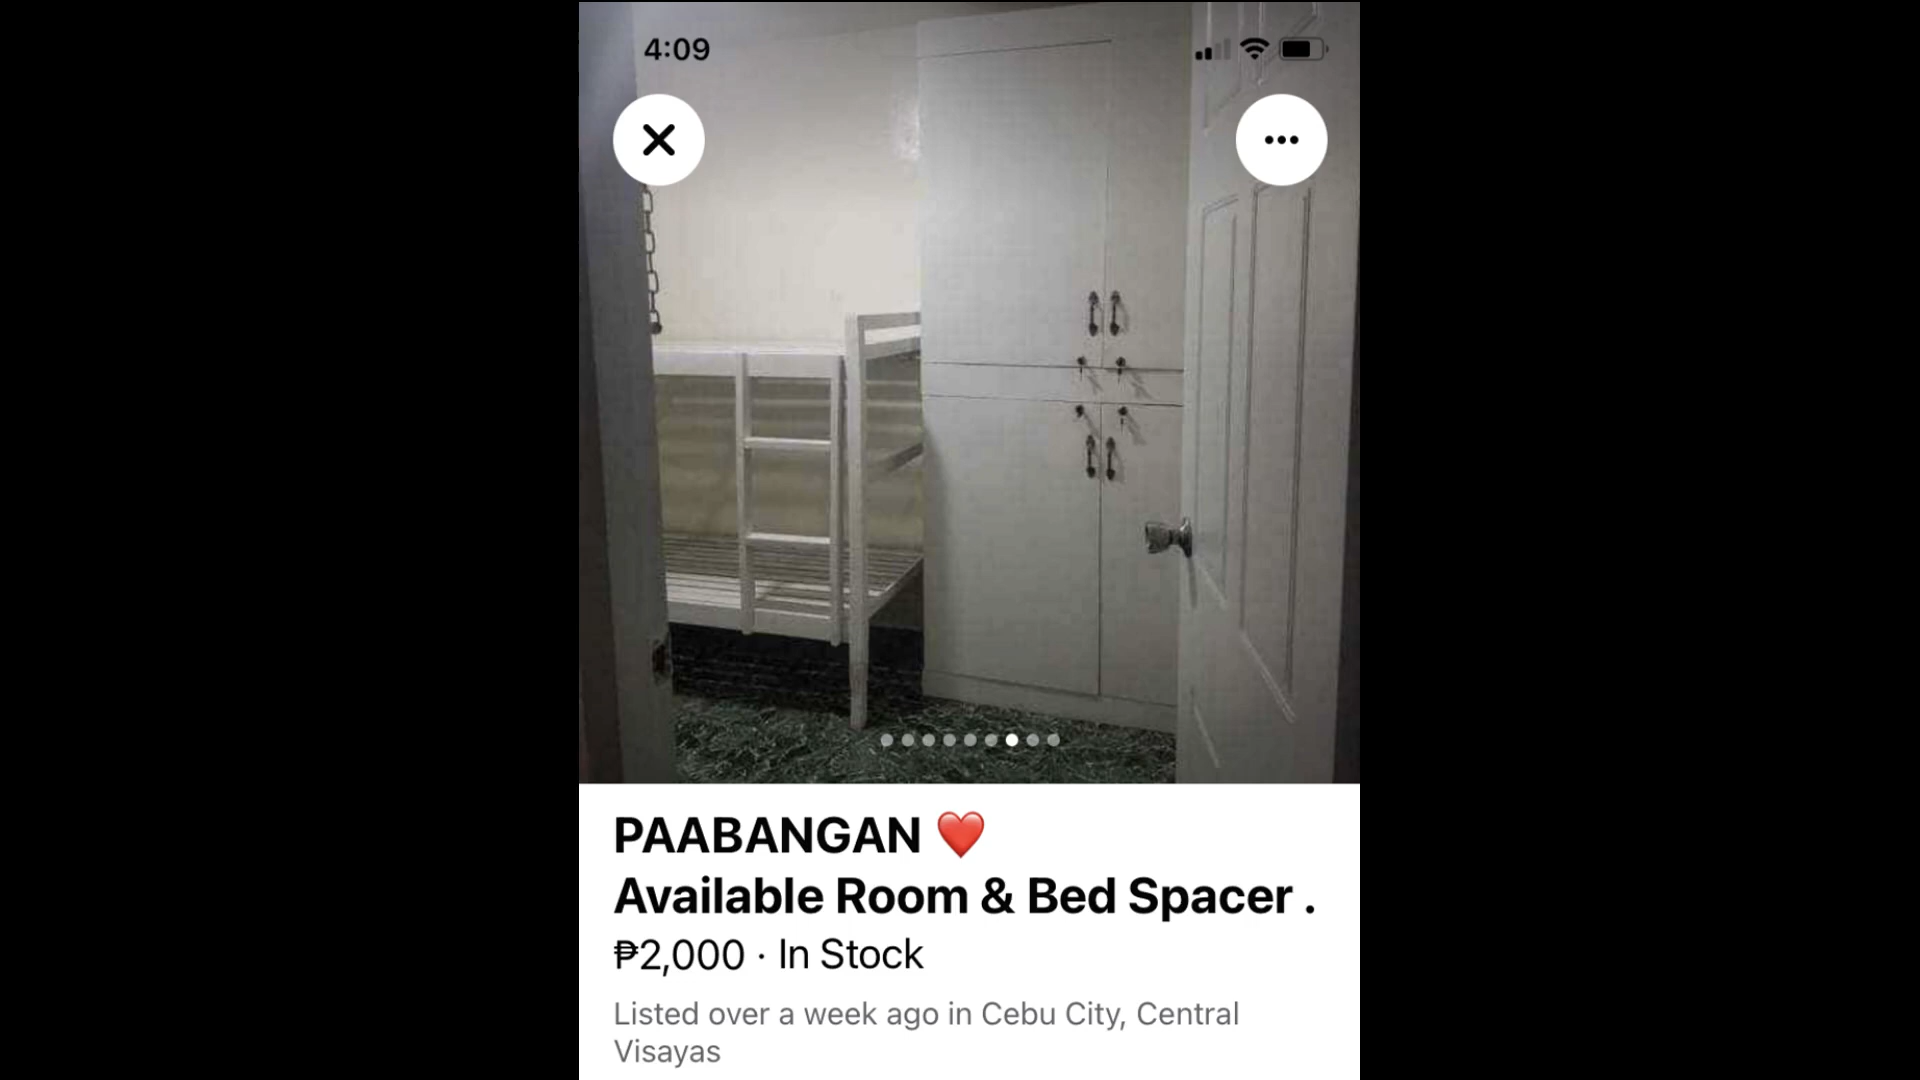 4:09
PAABANGAN ❤️
Available Room & Bed Spacer .
₱2,000 · In Stock
Listed over a week ago in Cebu City, Central
Visayas